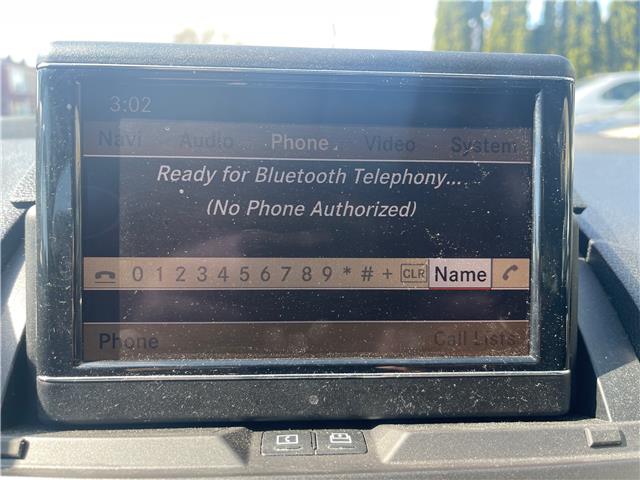 3:02
Navi Audio Phone Video System
Ready for Bluetooth Telephony...
(No Phone Authorized)
0 1 2 3 4 5 6 7 8 9 * # + CLR Name
Phone Call Lists